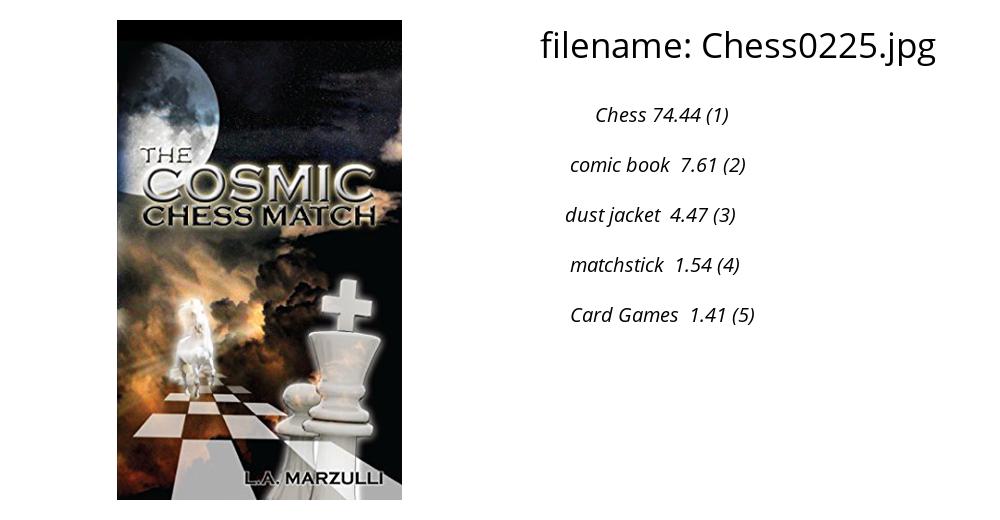 THE
COSMIC
CHESS MATCH
L.A. MARZULLI
filename: Chess0225.jpg
Chess 74.44 (1)
comic book 7.61 (2)
dust jacket 4.47 (3)
matchstick 1.54 (4)
Card Games 1.41 (5)